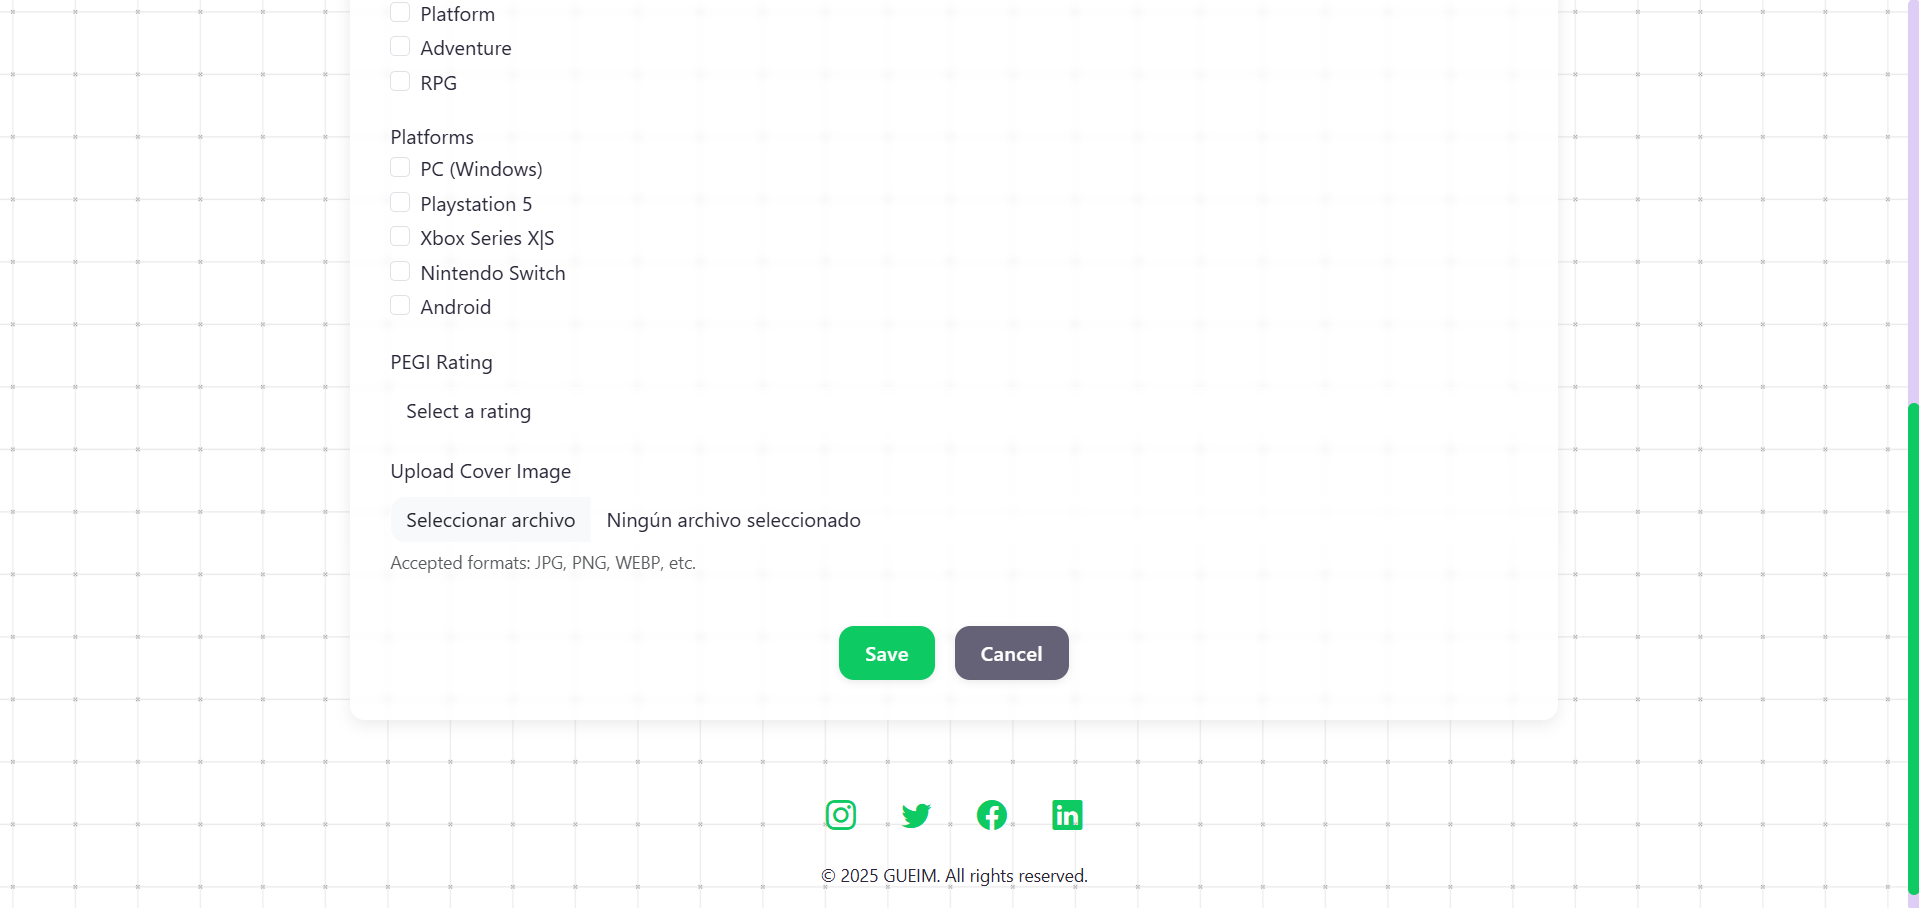 Platform
Adventure
RPG
Platforms
PC (Windows)
Playstation 5
Xbox Series X|S
Nintendo Switch
Android
PEGI Rating
Select a rating
Upload Cover Image
Seleccionar archivo Ningún archivo seleccionado
Accepted formats: JPG, PNG, WEBP, etc.
Save Cancel
© 2025 GUEIM. All rights reserved.